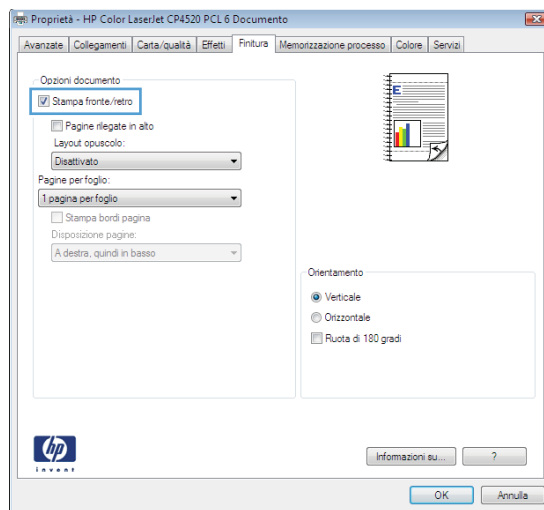 Proprietà - HP Color LaserJet CP4520 PCL 6 Documento
Avanzate Collegamenti Carta/qualità Effetti Finitura Memorizzazione processo Colore Servizi
Opzioni documento
Stampa fronte/retro
Pagine rilegate in alto
Layout opuscolo:
Disattivato
Pagine per foglio:
1 pagina per foglio
Stampa bordi pagina
Disposizione pagine:
A destra, quindi in basso
E
Orientamento
Verticale
Orizzontale
Ruota di 180 gradi
hp
invent
Informazioni su... ?
OK Annulla